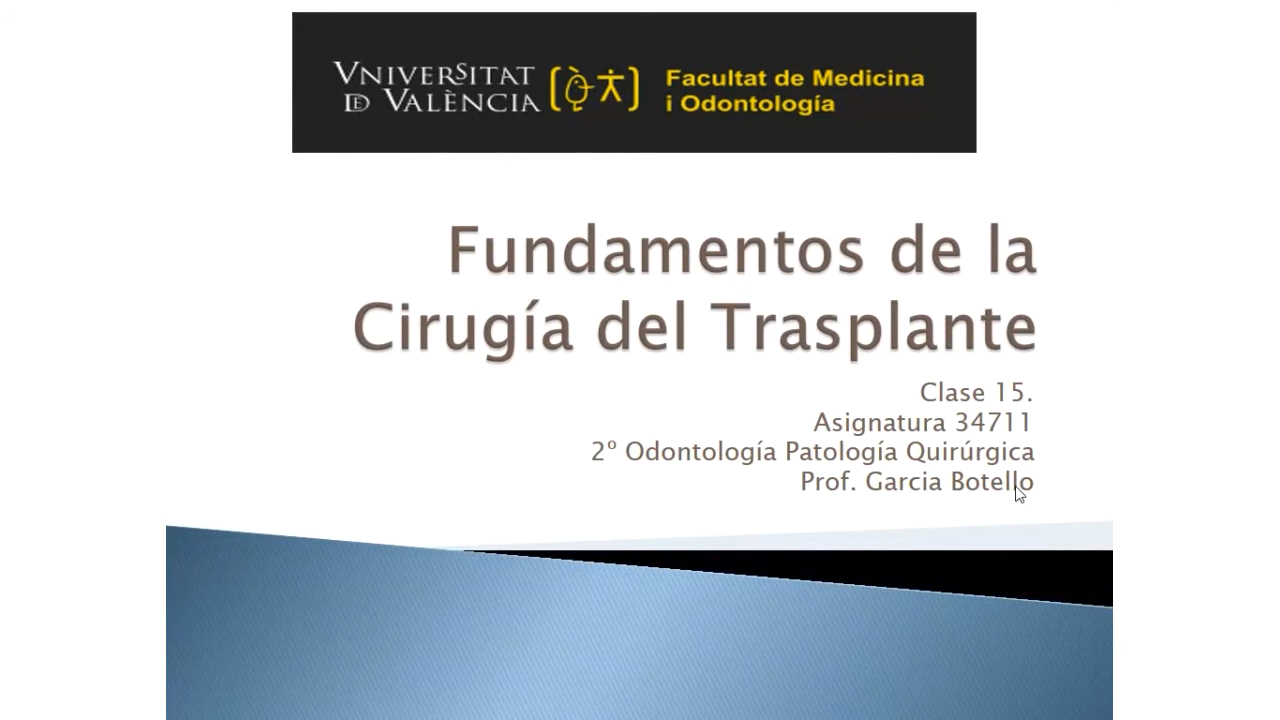 VNIVERSITAT
DE VALÈNCIA
Facultat de Medicina
i Odontología
Fundamentos de la
Cirugía del Trasplante
Clase 15.
Asignatura 34711
2º Odontología Patología Quirúrgica
Prof. Garcia Botello